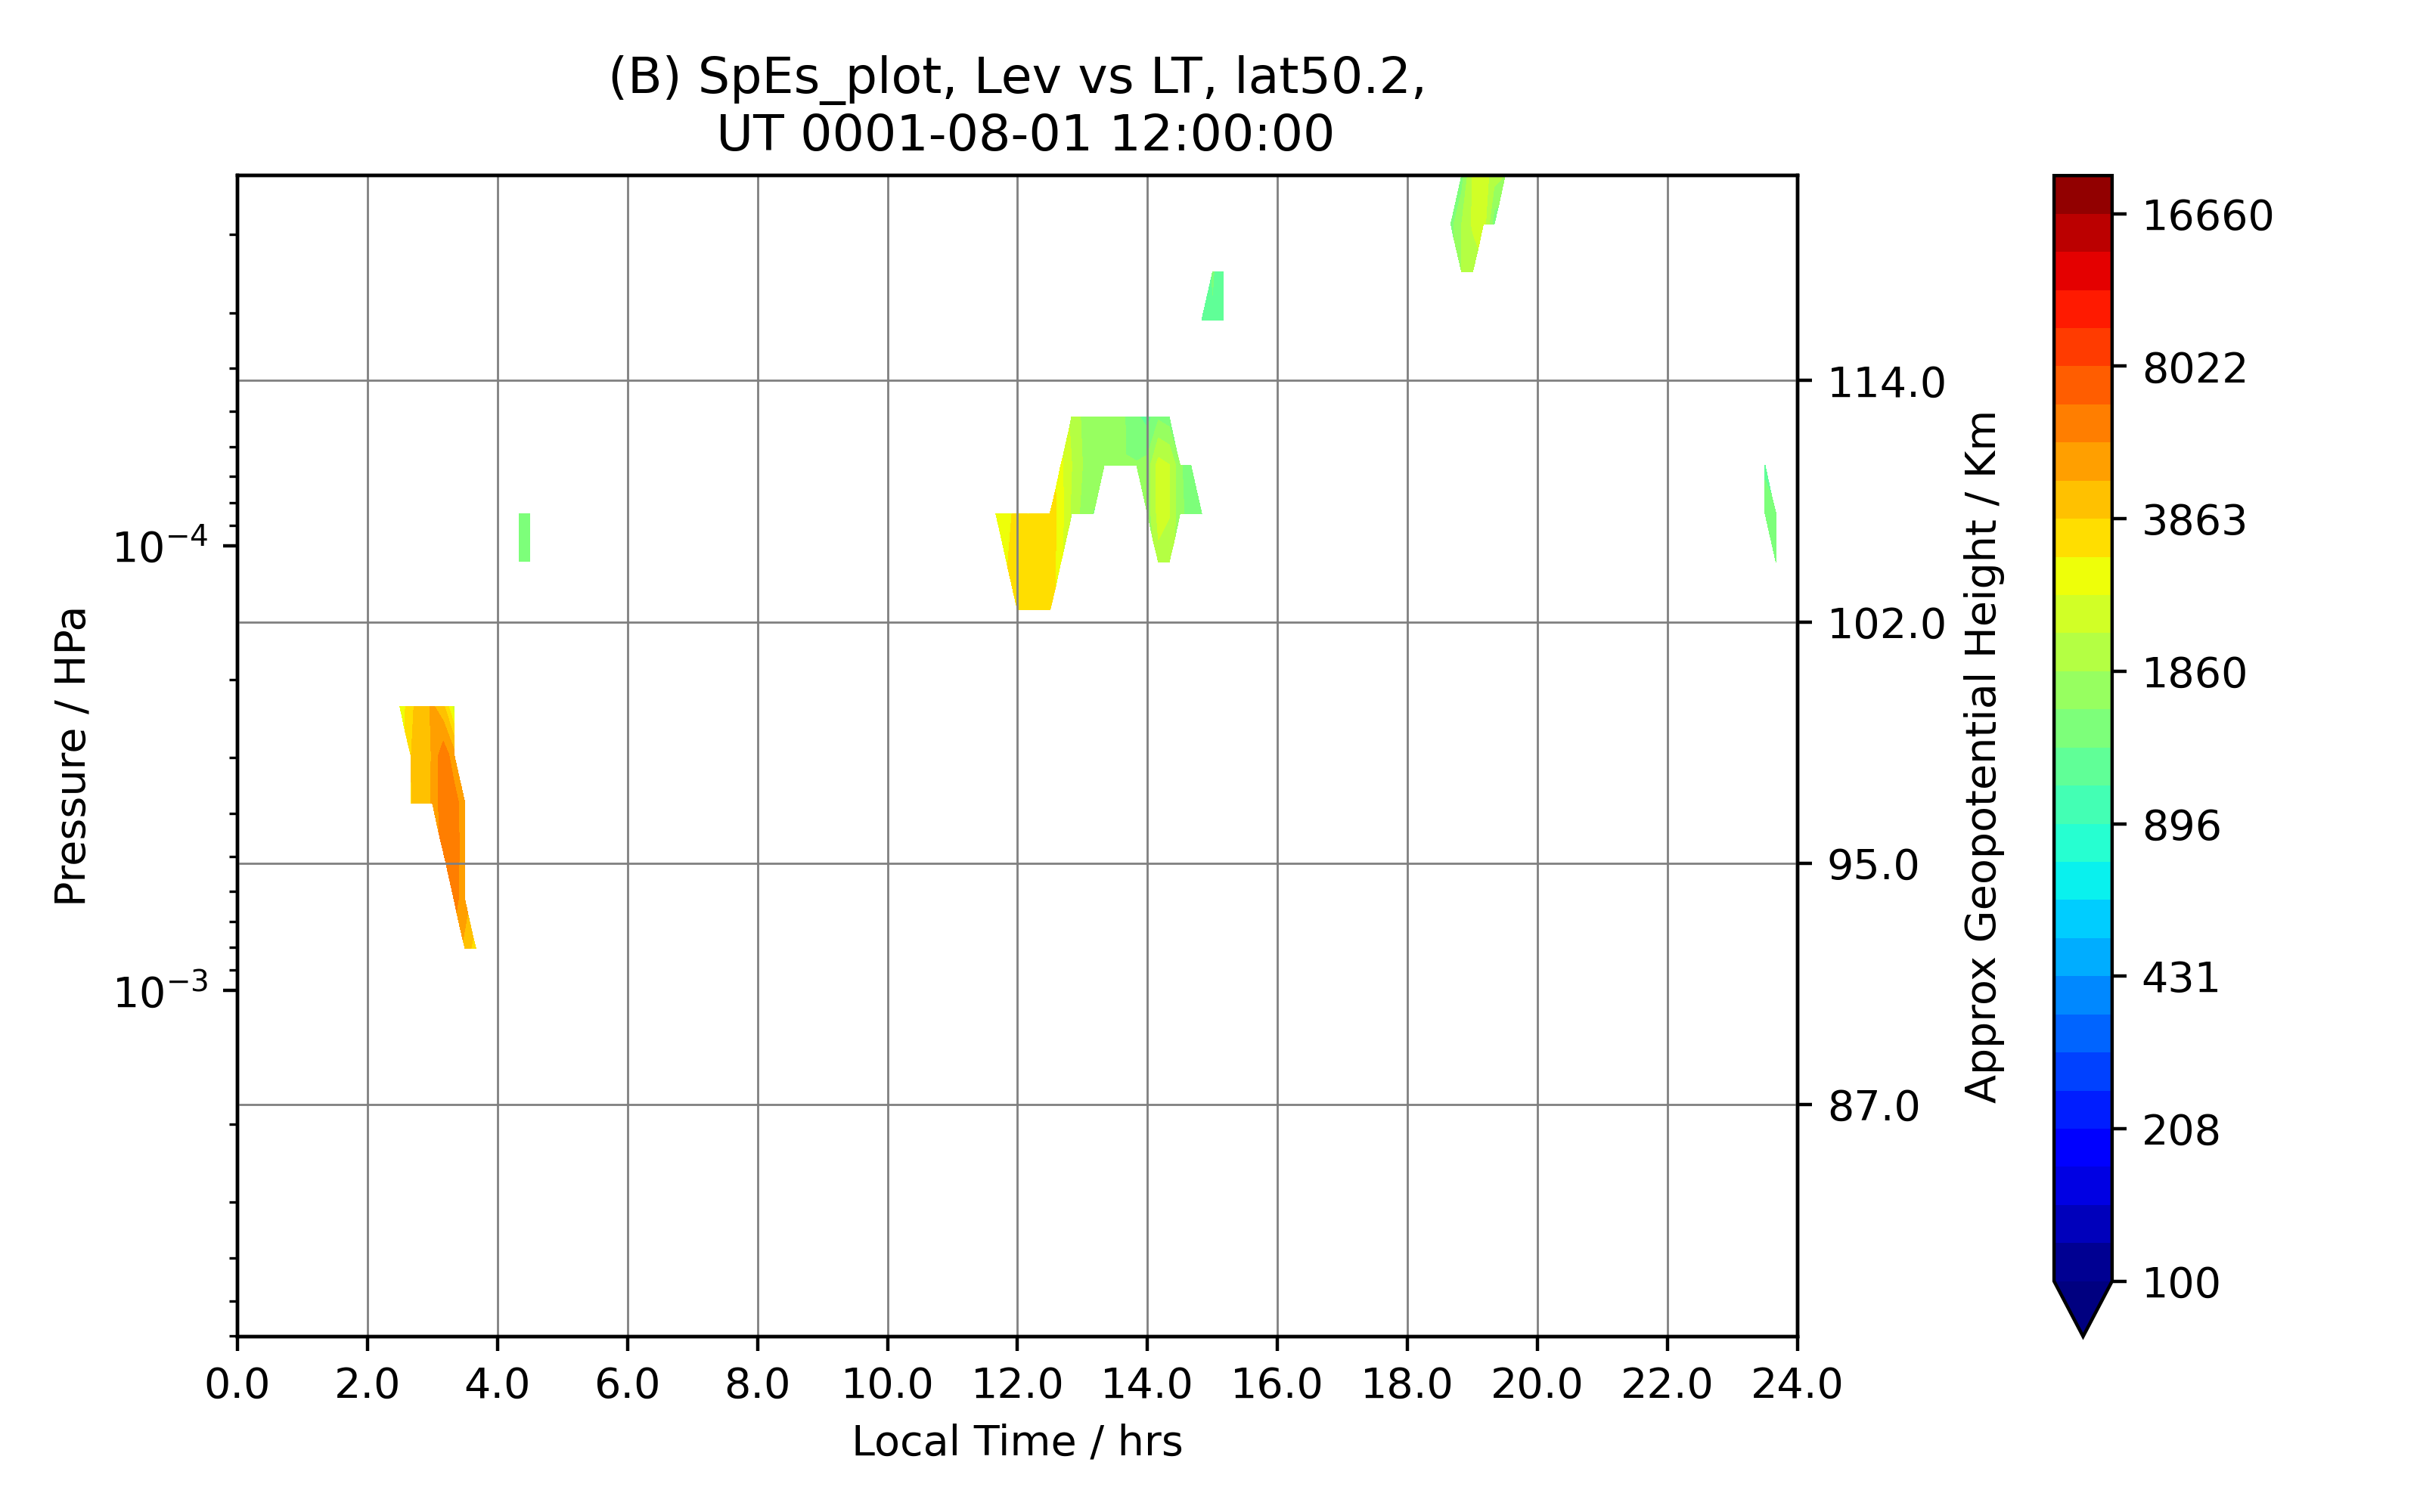 (B) SpEs_plot, Lev vs LT, lat50.2,
UT 0001-08-01 12:00:00
Pressure / HPa
10⁻⁴
10⁻³
0.0 2.0 4.0 6.0 8.0 10.0 12.0 14.0 16.0 18.0 20.0 22.0 24.0
Local Time / hrs
114.0
102.0
95.0
87.0
Approx Geopotential Height / Km
16660
8022
3863
1860
896
431
208
100